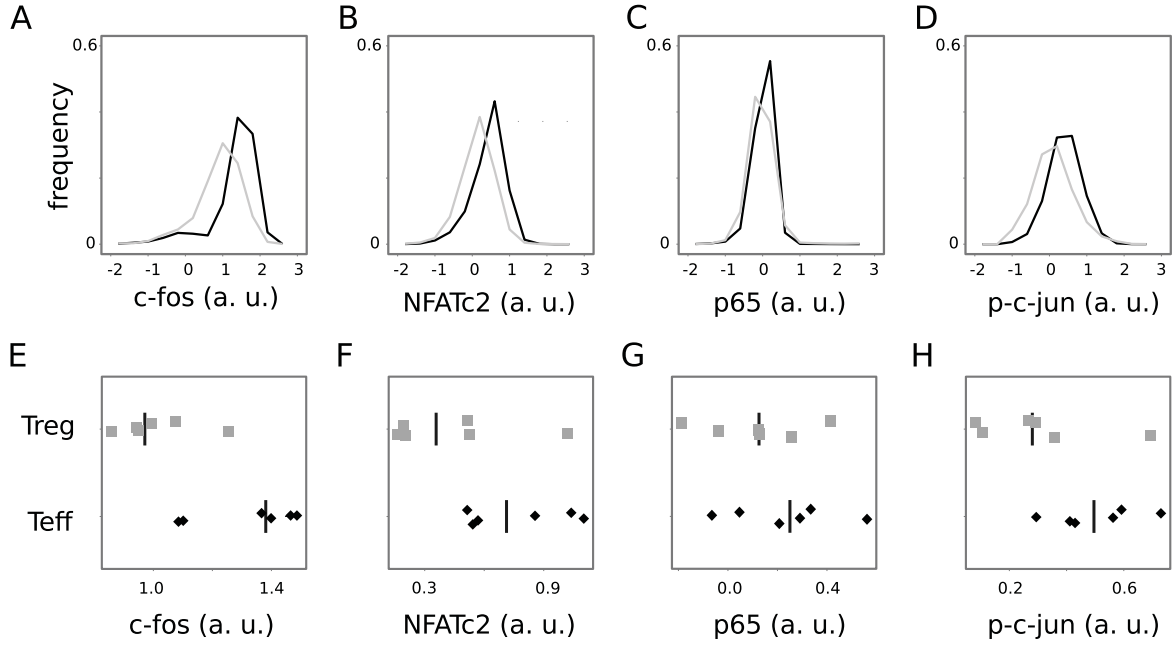 A B C D
0.6 0.6 0.6 0.6
frequency
0 0 0 0
-2 -1 0 1 2 3 -2 -1 0 1 2 3 -2 -1 0 1 2 3 -2 -1 0 1 2 3
c-fos (a. u.) NFATc2 (a. u.) p65 (a. u.) p-c-jun (a. u.)
E F G H
Treg
Teff
1.0 1.4 0.3 0.9 0.0 0.4 0.2 0.6
c-fos (a. u.) NFATc2 (a. u.) p65 (a. u.) p-c-jun (a. u.)